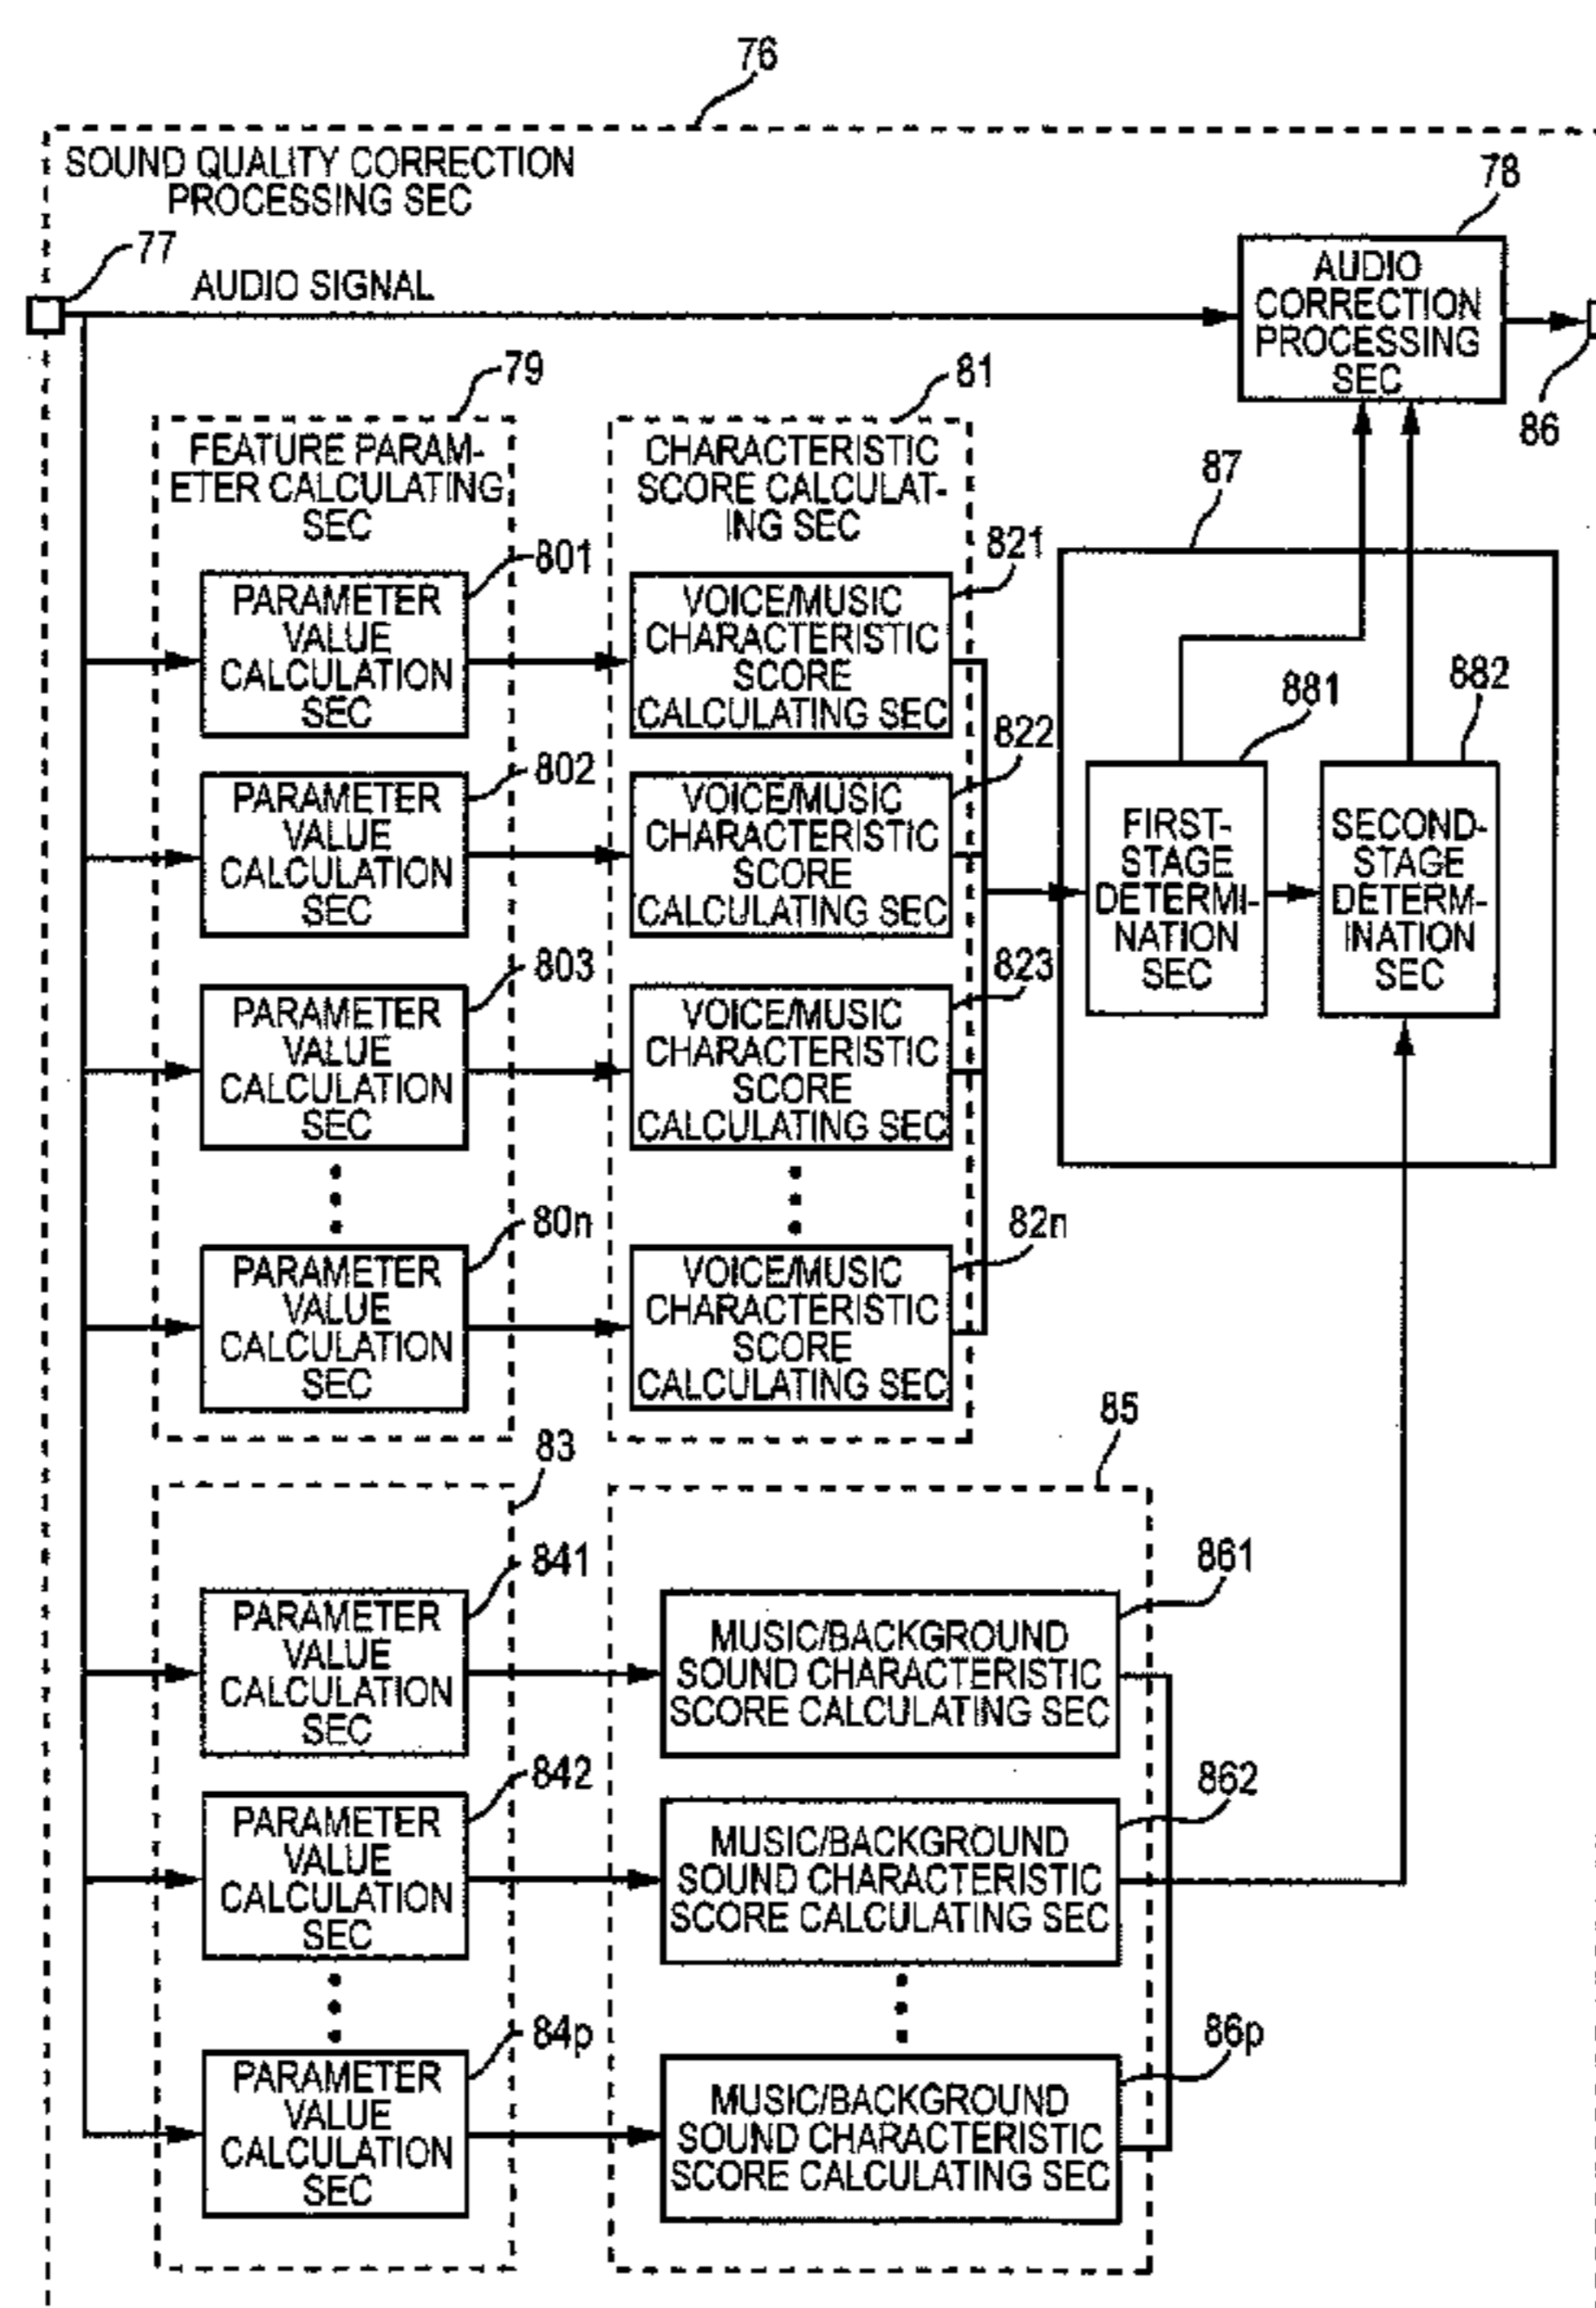 76
SOUND QUALITY CORRECTION
PROCESSING SEC
77
AUDIO SIGNAL
78
AUDIO
CORRECTION
PROCESSING
SEC
86
79
FEATURE PARAM-
ETER CALCULATING
SEC
81
CHARACTERISTIC
SCORE CALCULAT-
ING SEC
87
801
PARAMETER
VALUE
CALCULATION
SEC
821
VOICE/MUSIC
CHARACTERISTIC
SCORE
CALCULATING SEC
802
PARAMETER
VALUE
CALCULATION
SEC
822
VOICE/MUSIC
CHARACTERISTIC
SCORE
CALCULATING SEC
881
FIRST-
STAGE
DETERMI-
NATION
SEC
882
SECOND-
STAGE
DETERM-
INATION
SEC
803
PARAMETER
VALUE
CALCULATION
SEC
823
VOICE/MUSIC
CHARACTERISTIC
SCORE
CALCULATING SEC
80n
PARAMETER
VALUE
CALCULATION
SEC
82n
VOICE/MUSIC
CHARACTERISTIC
SCORE
CALCULATING SEC
83
85
841
PARAMETER
VALUE
CALCULATION
SEC
861
MUSIC/BACKGROUND
SOUND CHARACTERISTIC
SCORE CALCULATING SEC
842
PARAMETER
VALUE
CALCULATION
SEC
862
MUSIC/BACKGROUND
SOUND CHARACTERISTIC
SCORE CALCULATING SEC
84p
PARAMETER
VALUE
CALCULATION
SEC
86p
MUSIC/BACKGROUND
SOUND CHARACTERISTIC
SCORE CALCULATING SEC